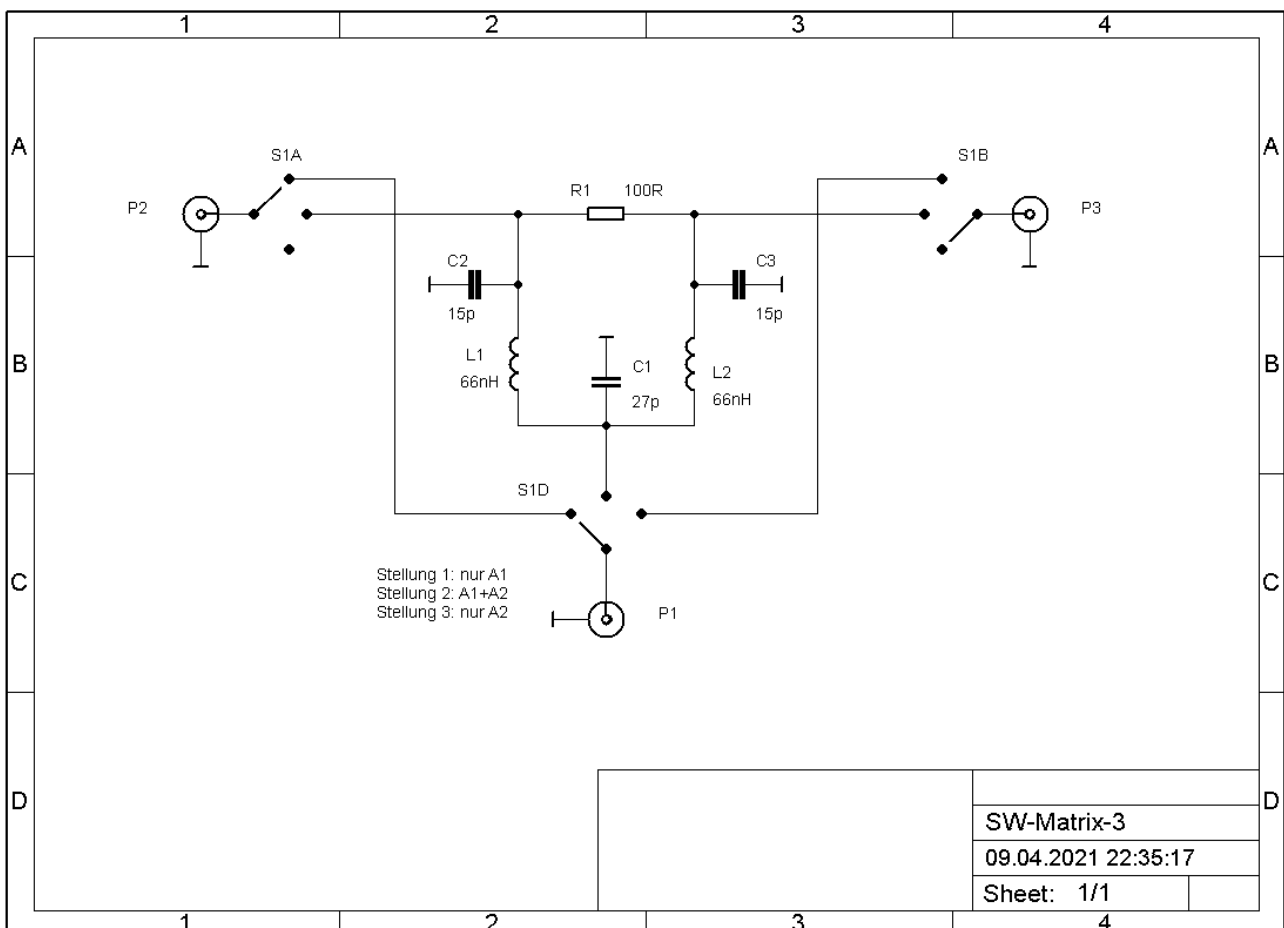 1 2 3 4
A A
S1A S1B
R1 100R
P2 P3
C2 C3
15p 15p
B B
L1 C1 L2
66nH 27p 66nH
S1D
Stellung 1: nur A1
Stellung 2: A1+A2
Stellung 3: nur A2
C C
P1
D D
SW-Matrix-3
09.04.2021 22:35:17
Sheet: 1/1
1 2 3 4